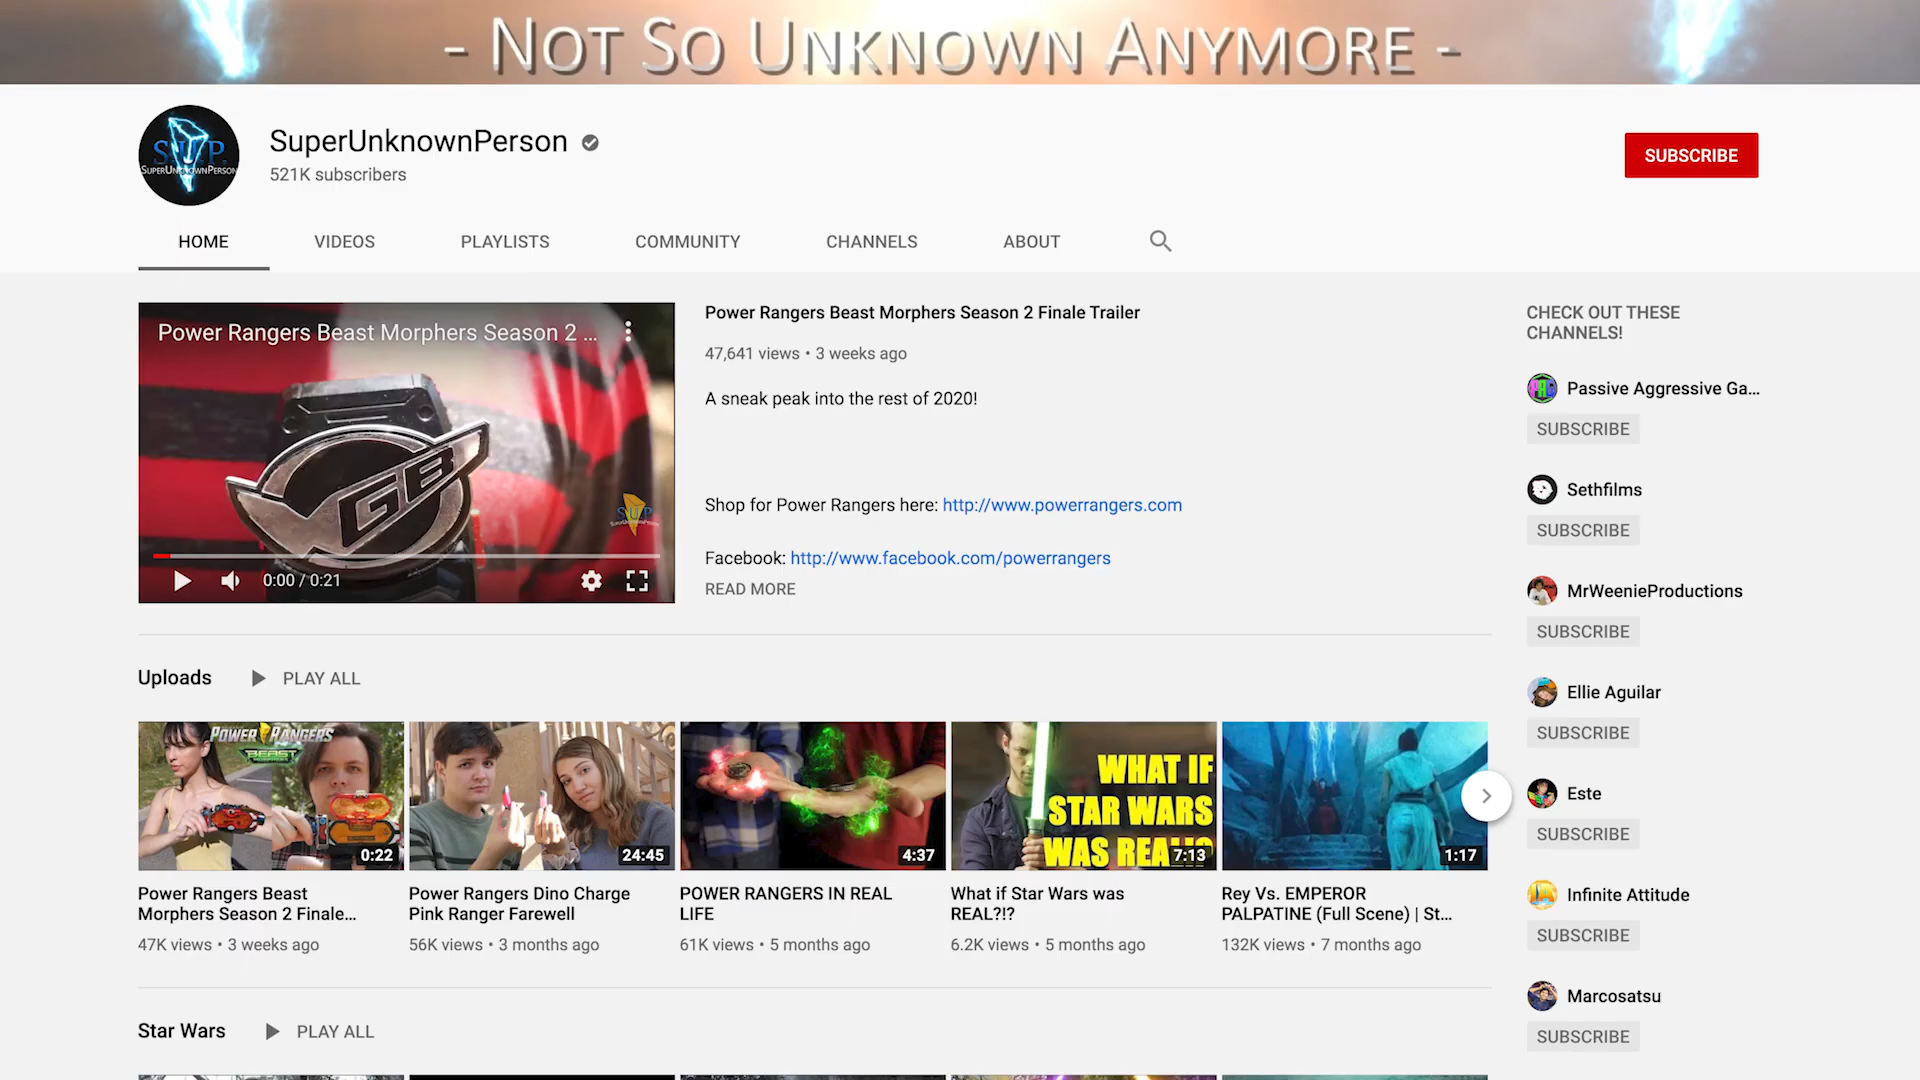 - NOT SO UNKNOWN ANYMORE -
S.U.P.
SUPERUNKNOWNPERSON
SuperUnknownPerson
521K subscribers
SUBSCRIBE
HOME
VIDEOS
PLAYLISTS
COMMUNITY
CHANNELS
ABOUT
Power Rangers Beast Morphers Season 2 ...
GB
S.U.P.
0:00 / 0:21
Power Rangers Beast Morphers Season 2 Finale Trailer
47,641 views • 3 weeks ago
A sneak peak into the rest of 2020!
Shop for Power Rangers here: http://www.powerrangers.com
Facebook: http://www.facebook.com/powerrangers
READ MORE
CHECK OUT THESE
CHANNELS!
Passive Aggressive Ga...
SUBSCRIBE
Sethfilms
SUBSCRIBE
MrWeenieProductions
SUBSCRIBE
Ellie Aguilar
SUBSCRIBE
Este
SUBSCRIBE
Infinite Attitude
SUBSCRIBE
Marcosatsu
SUBSCRIBE
Uploads
PLAY ALL
POWER RANGERS
BEAST
0:22
Power Rangers Beast
Morphers Season 2 Finale...
47K views • 3 weeks ago
24:45
Power Rangers Dino Charge
Pink Ranger Farewell
56K views • 3 months ago
4:37
POWER RANGERS IN REAL
LIFE
61K views • 5 months ago
WHAT IF
STAR WARS
WAS REAL?!?
7:13
What if Star Wars was
REAL?!?
6.2K views • 5 months ago
1:17
Rey Vs. EMPEROR
PALPATINE (Full Scene) | St...
132K views • 7 months ago
Star Wars
PLAY ALL